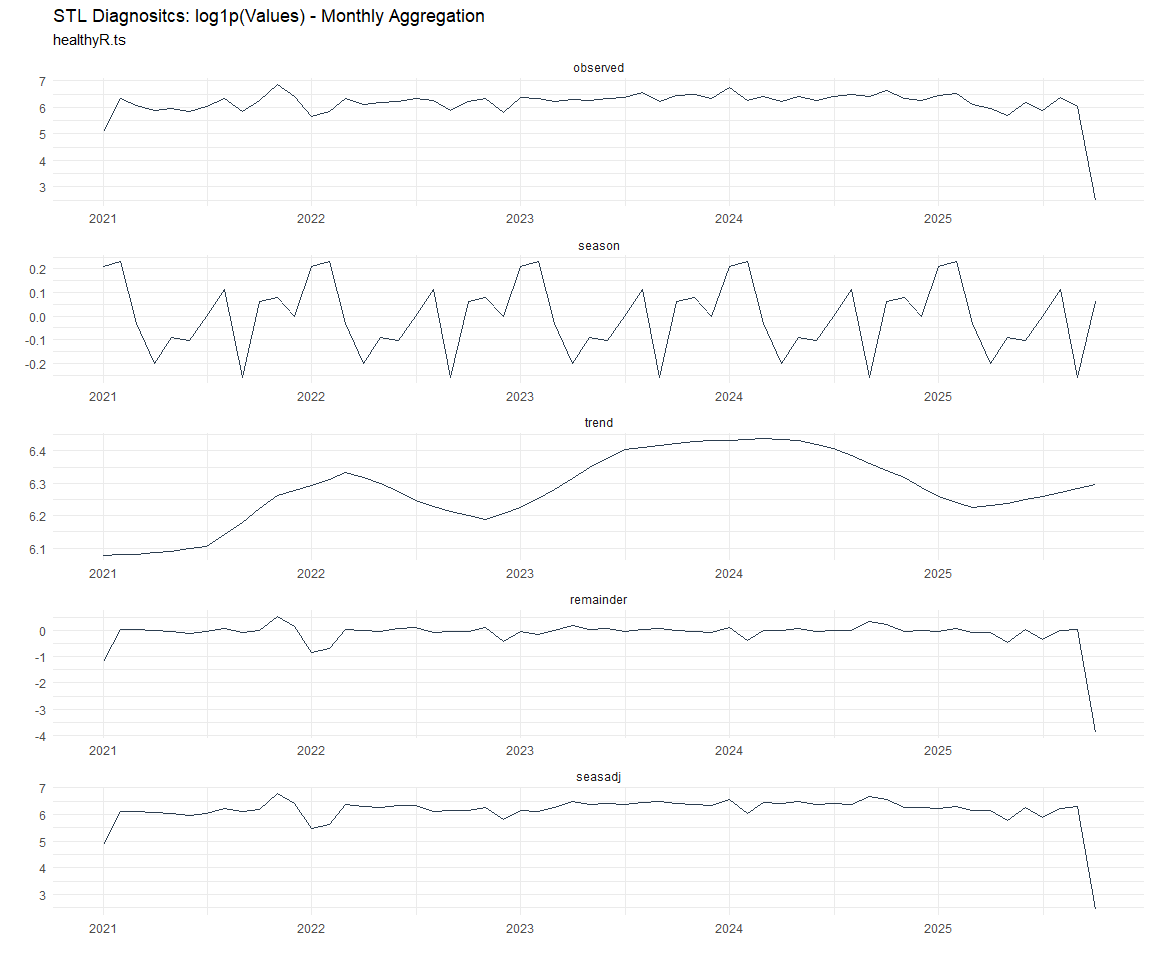 STL Diagnositcs: log1p(Values) - Monthly Aggregation
healthyR.ts
observed
7
6
5
4
3
2021 2022 2023 2024 2025
season
0.2
0.1
0.0
-0.1
-0.2
2021 2022 2023 2024 2025
trend
6.4
6.3
6.2
6.1
2021 2022 2023 2024 2025
remainder
0
-1
-2
-3
-4
2021 2022 2023 2024 2025
seasadj
7
6
5
4
3
2021 2022 2023 2024 2025